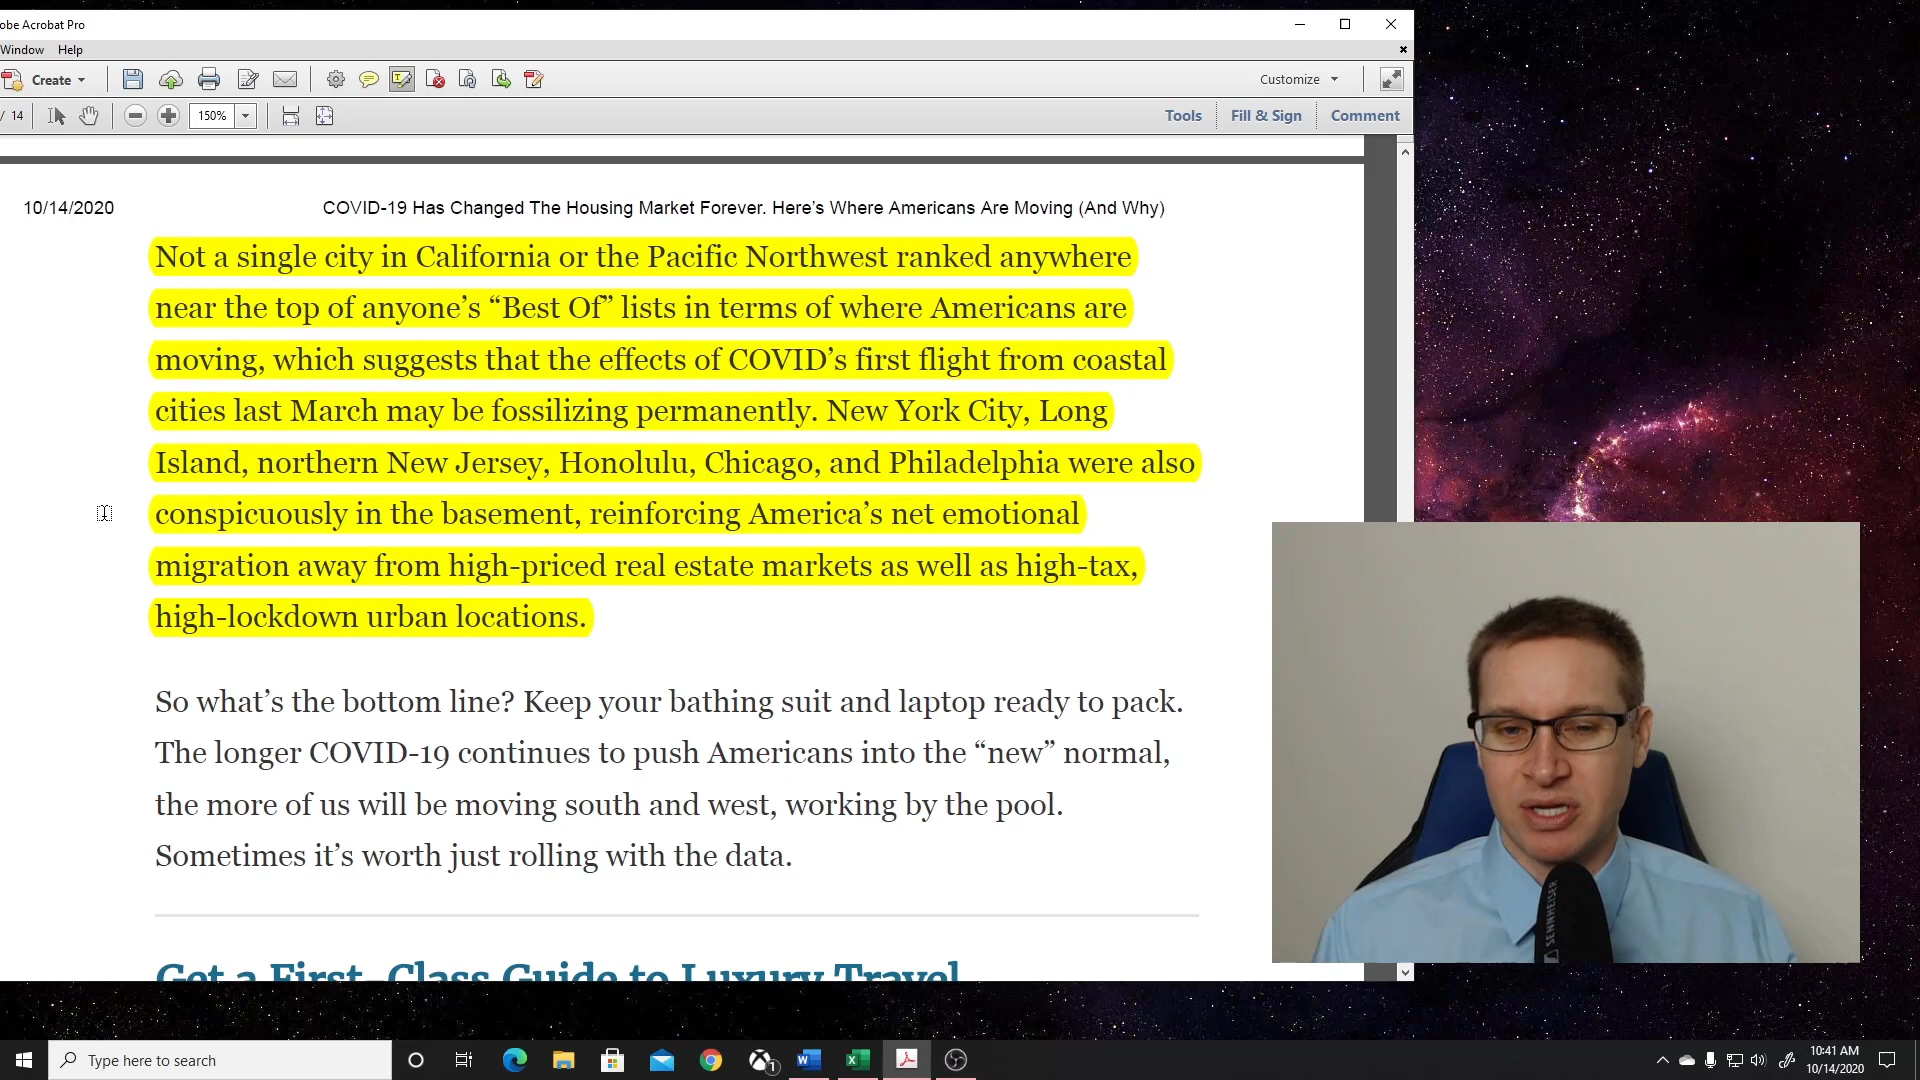 obe Acrobat Pro
Window Help
Create
Customize
/ 14
150%
Tools
Fill & Sign
Comment
10/14/2020
COVID-19 Has Changed The Housing Market Forever. Here's Where Americans Are Moving (And Why)
Not a single city in California or the Pacific Northwest ranked anywhere
near the top of anyone’s “Best Of” lists in terms of where Americans are
moving, which suggests that the effects of COVID’s first flight from coastal
cities last March may be fossilizing permanently. New York City, Long
Island, northern New Jersey, Honolulu, Chicago, and Philadelphia were also
conspicuously in the basement, reinforcing America’s net emotional
migration away from high-priced real estate markets as well as high-tax,
high-lockdown urban locations.
So what’s the bottom line? Keep your bathing suit and laptop ready to pack.
The longer COVID-19 continues to push Americans into the “new” normal,
the more of us will be moving south and west, working by the pool.
Sometimes it’s worth just rolling with the data.
Get a First-Class Guide to Luxury Travel
SENNHEISER
Type here to search
1
10:41 AM
10/14/2020